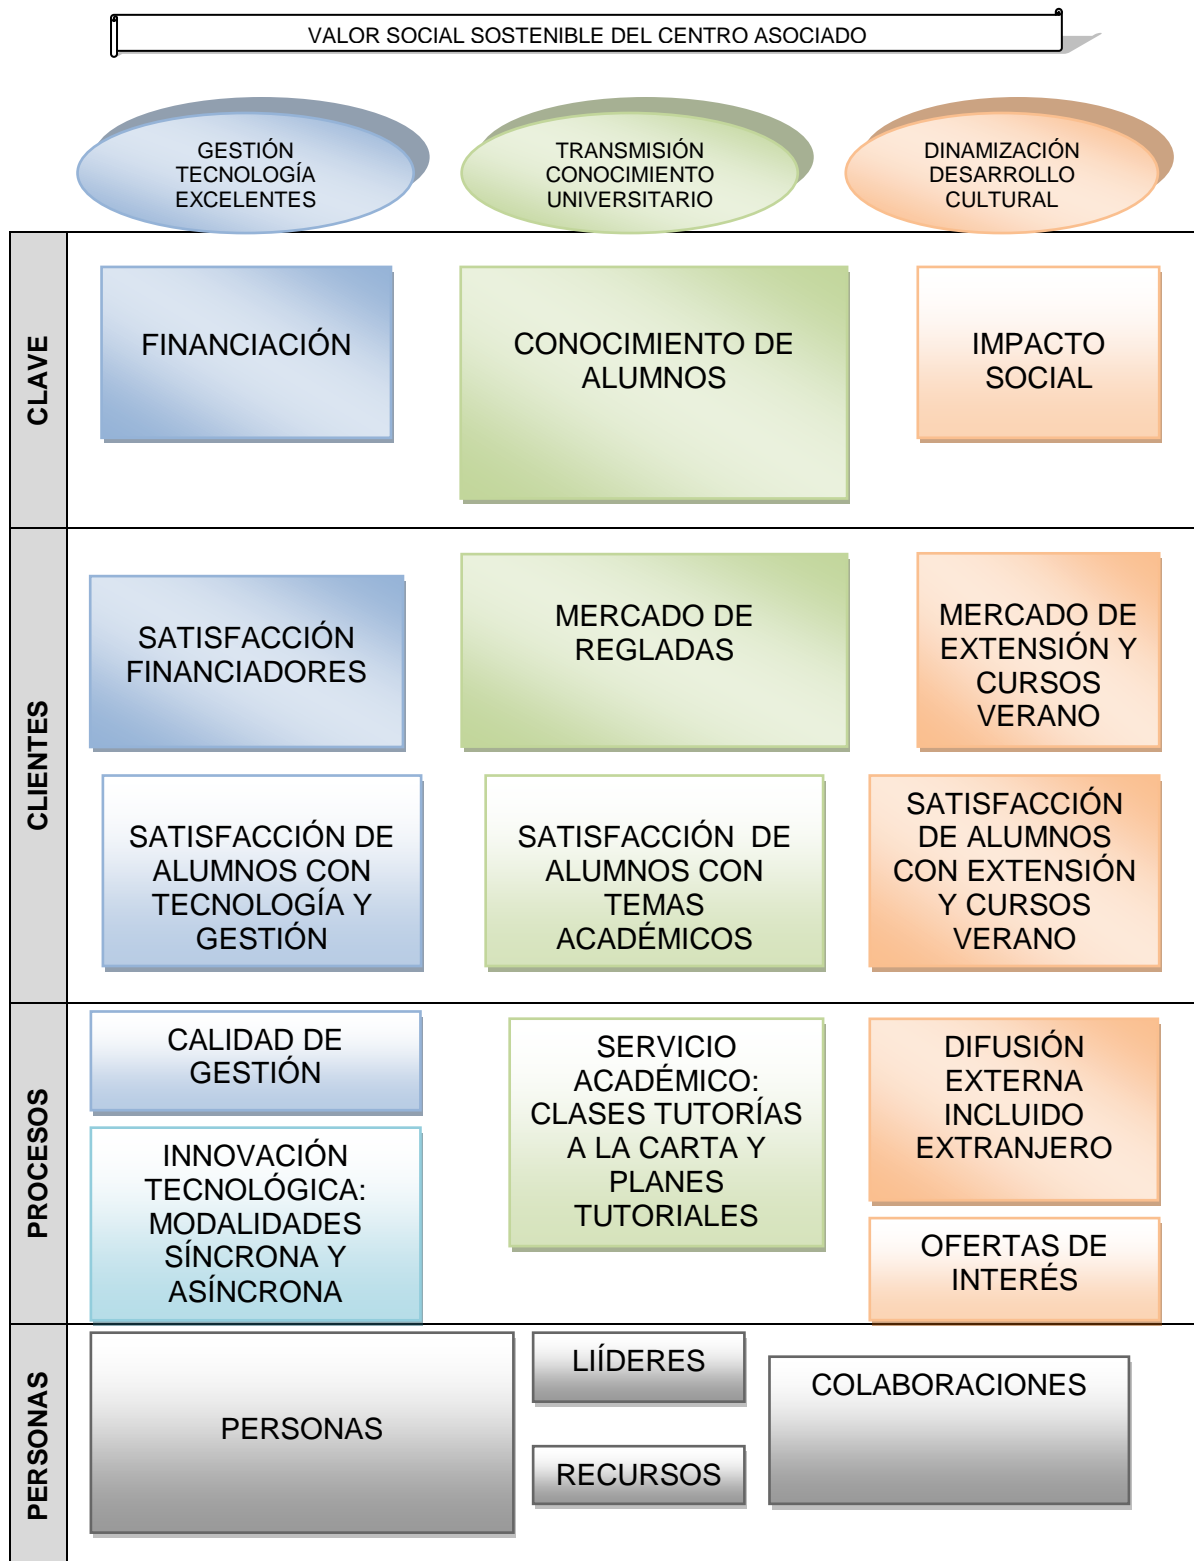 VALOR SOCIAL SOSTENIBLE DEL CENTRO ASOCIADO
GESTIÓN
TECNOLOGÍA
EXCELENTES
TRANSMISIÓN
CONOCIMIENTO
UNIVERSITARIO
DINAMIZACIÓN
DESARROLLO
CULTURAL
CLAVE
FINANCIACIÓN
CONOCIMIENTO DE
ALUMNOS
IMPACTO
SOCIAL
CLIENTES
SATISFACCIÓN
FINANCIADORES
MERCADO DE
REGLADAS
MERCADO DE
EXTENSIÓN Y
CURSOS
VERANO
SATISFACCIÓN DE
ALUMNOS CON
TECNOLOGÍA Y
GESTIÓN
SATISFACCIÓN DE
ALUMNOS CON
TEMAS
ACADÉMICOS
SATISFACCIÓN
DE ALUMNOS
CON EXTENSIÓN
Y CURSOS
VERANO
PROCESOS
CALIDAD DE
GESTIÓN
INNOVACIÓN
TECNOLÓGICA:
MODALIDADES
SÍNCRONA Y
ASÍNCRONA
SERVICIO
ACADÉMICO:
CLASES TUTORÍAS
A LA CARTA Y
PLANES
TUTORIALES
DIFUSIÓN
EXTERNA
INCLUIDO
EXTRANJERO
OFERTAS DE
INTERÉS
PERSONAS
PERSONAS
LIÍDERES
RECURSOS
COLABORACIONES